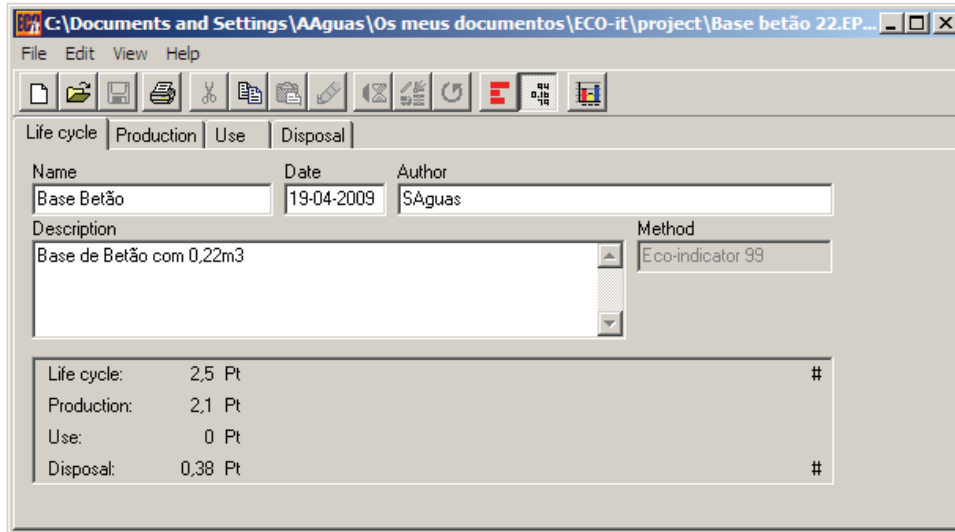 C:\Documents and Settings\AAguas\Os meus documentos\ECO-it\project\Base betão 22.EP...
File Edit View Help
Life cycle Production Use Disposal
Name Date Author
Base Betão 19-04-2009 SAguas
Description Method
Base de Betão com 0,22m3 Eco-indicator 99
Life cycle: 2,5 Pt #
Production: 2,1 Pt
Use: 0 Pt
Disposal: 0,38 Pt #